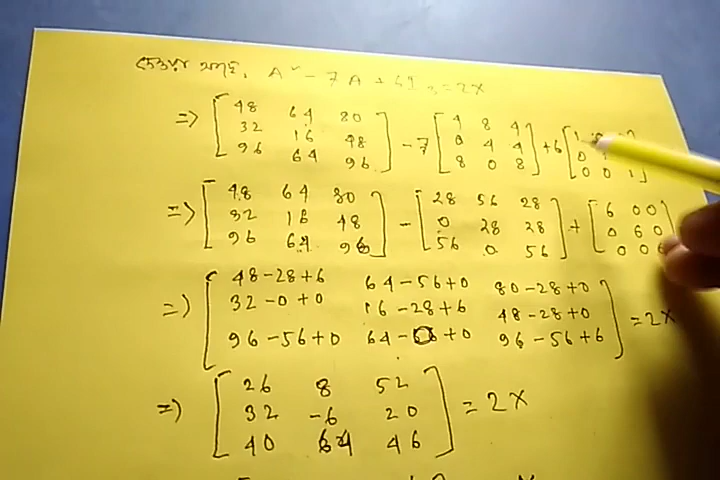 দেওয়া আছে, A² - 7A + 6I = 2X
=> [48 64 80] - 7 [4 8 4] + 6
32 16 48 0 4 4 0
96 64 96 8 0 8 0 0 1
=> [48 64 80] - [28 56 28] + [6 0 0]
32 16 48 0 28 28 0 6 0
96 64 96 56 0 56 0 0 6
=> [48-28+6 64-56+0 80-28+0]
32-0+0 16-28+6 48-28+0 = 2X
96-56+0 64-0+0 96-56+6
=> [26 8 52]
32 -6 20 = 2X
40 64 46